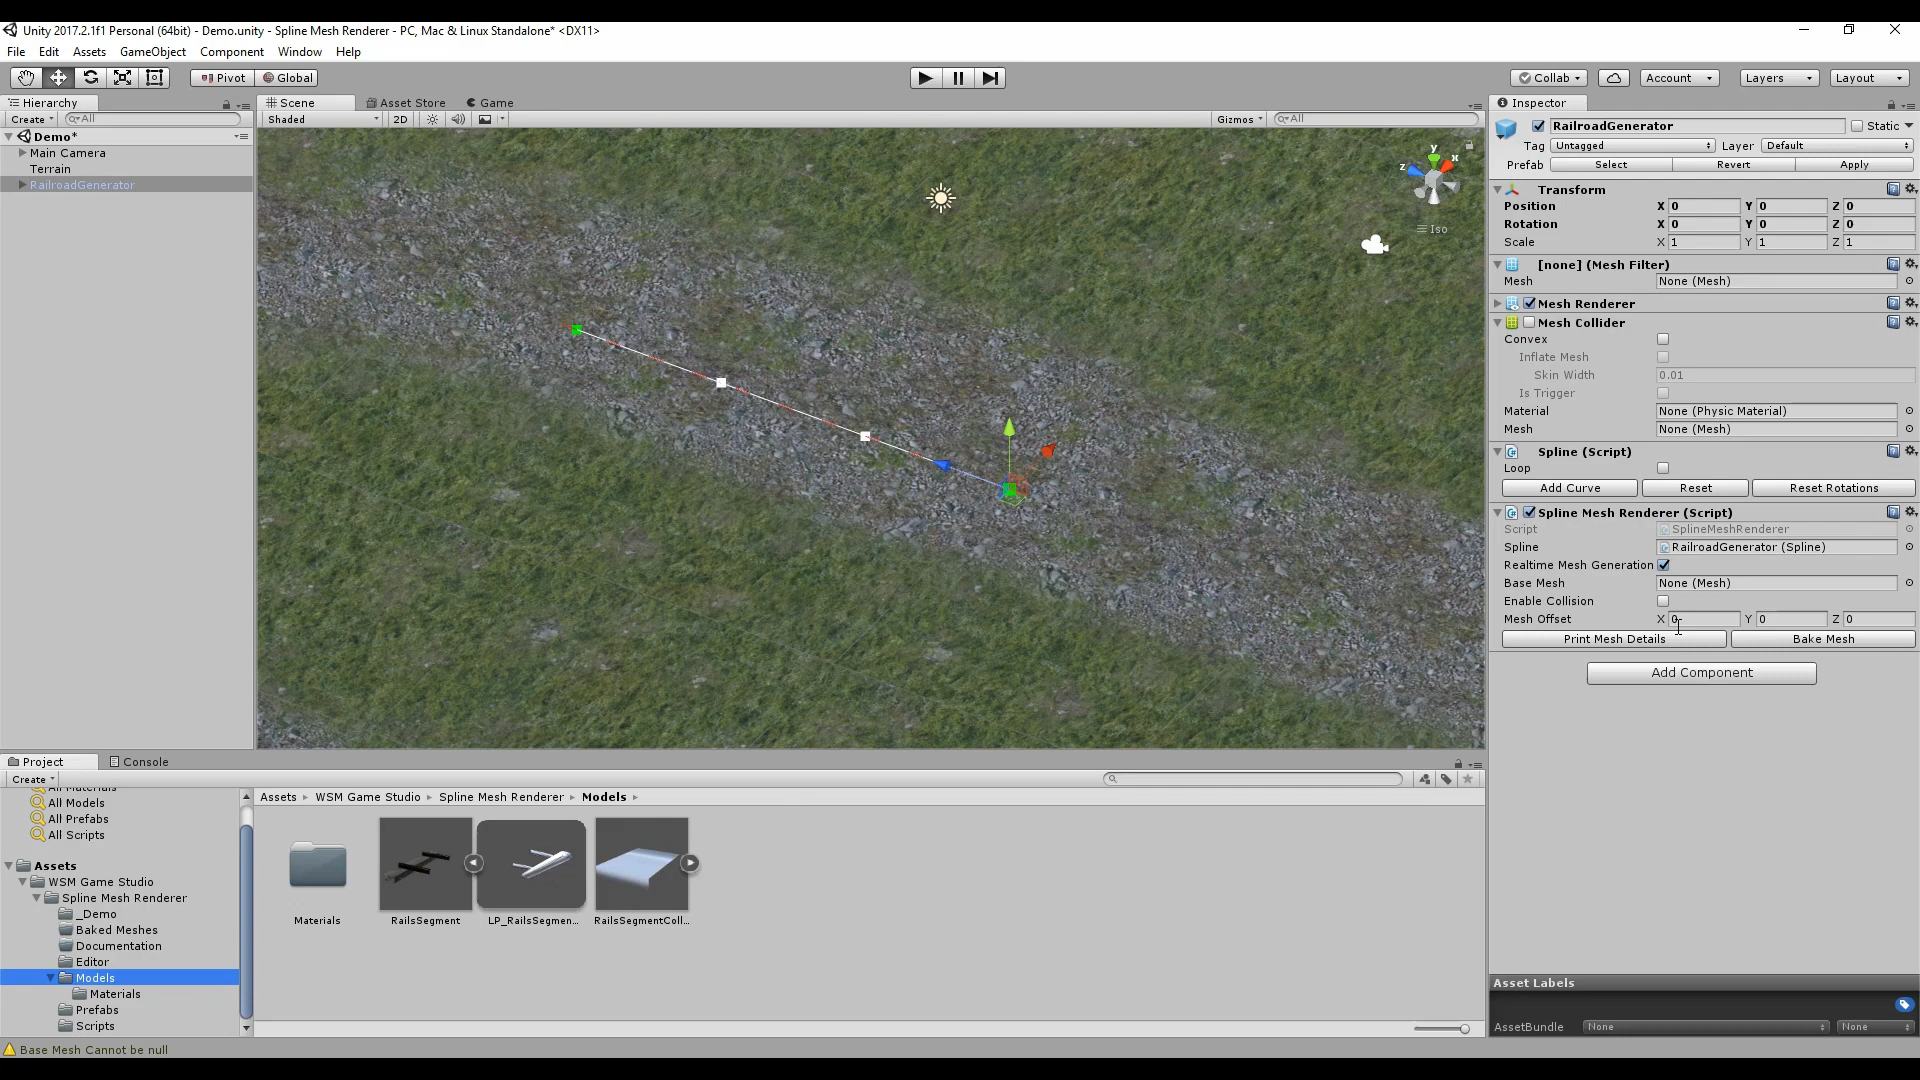 Unity 2017.2.1f1 Personal (64bit) - Demo.unity - Spline Mesh Renderer - PC, Mac & Linux Standalone* <DX11>
File Edit Assets GameObject Component Window Help
Pivot Global Collab Account Layers Layout
Hierarchy
Create All
Demo*
Main Camera
Terrain
RailroadGenerator
Scene Asset Store Game
Shaded 2D Gizmos All
y
x
z
Iso
Inspector
RailroadGenerator Static
Tag Untagged Layer Default
Prefab Select Revert Apply
Transform
Position X 0 Y 0 Z 0
Rotation X 0 Y 0 Z 0
Scale X 1 Y 1 Z 1
[none] (Mesh Filter)
Mesh None (Mesh)
Mesh Renderer
Mesh Collider
Convex
Inflate Mesh
Skin Width 0.01
Is Trigger
Material None (Physic Material)
Mesh None (Mesh)
Spline (Script)
Loop
Add Curve Reset Reset Rotations
Spline Mesh Renderer (Script)
Script SplineMeshRenderer
Spline RailroadGenerator (Spline)
Realtime Mesh Generation
Base Mesh None (Mesh)
Enable Collision
Mesh Offset X 0 Y 0 Z 0
Print Mesh Details Bake Mesh
Add Component
Asset Labels
AssetBundle None None
Project Console
Create
All Materials
All Models
All Prefabs
All Scripts
Assets
WSM Game Studio
Spline Mesh Renderer
_Demo
Baked Meshes
Documentation
Editor
Models
Materials
Prefabs
Scripts
Assets WSM Game Studio Spline Mesh Renderer Models
Materials RailsSegment LP_RailsSegmen... RailsSegmentColl...
Base Mesh Cannot be null